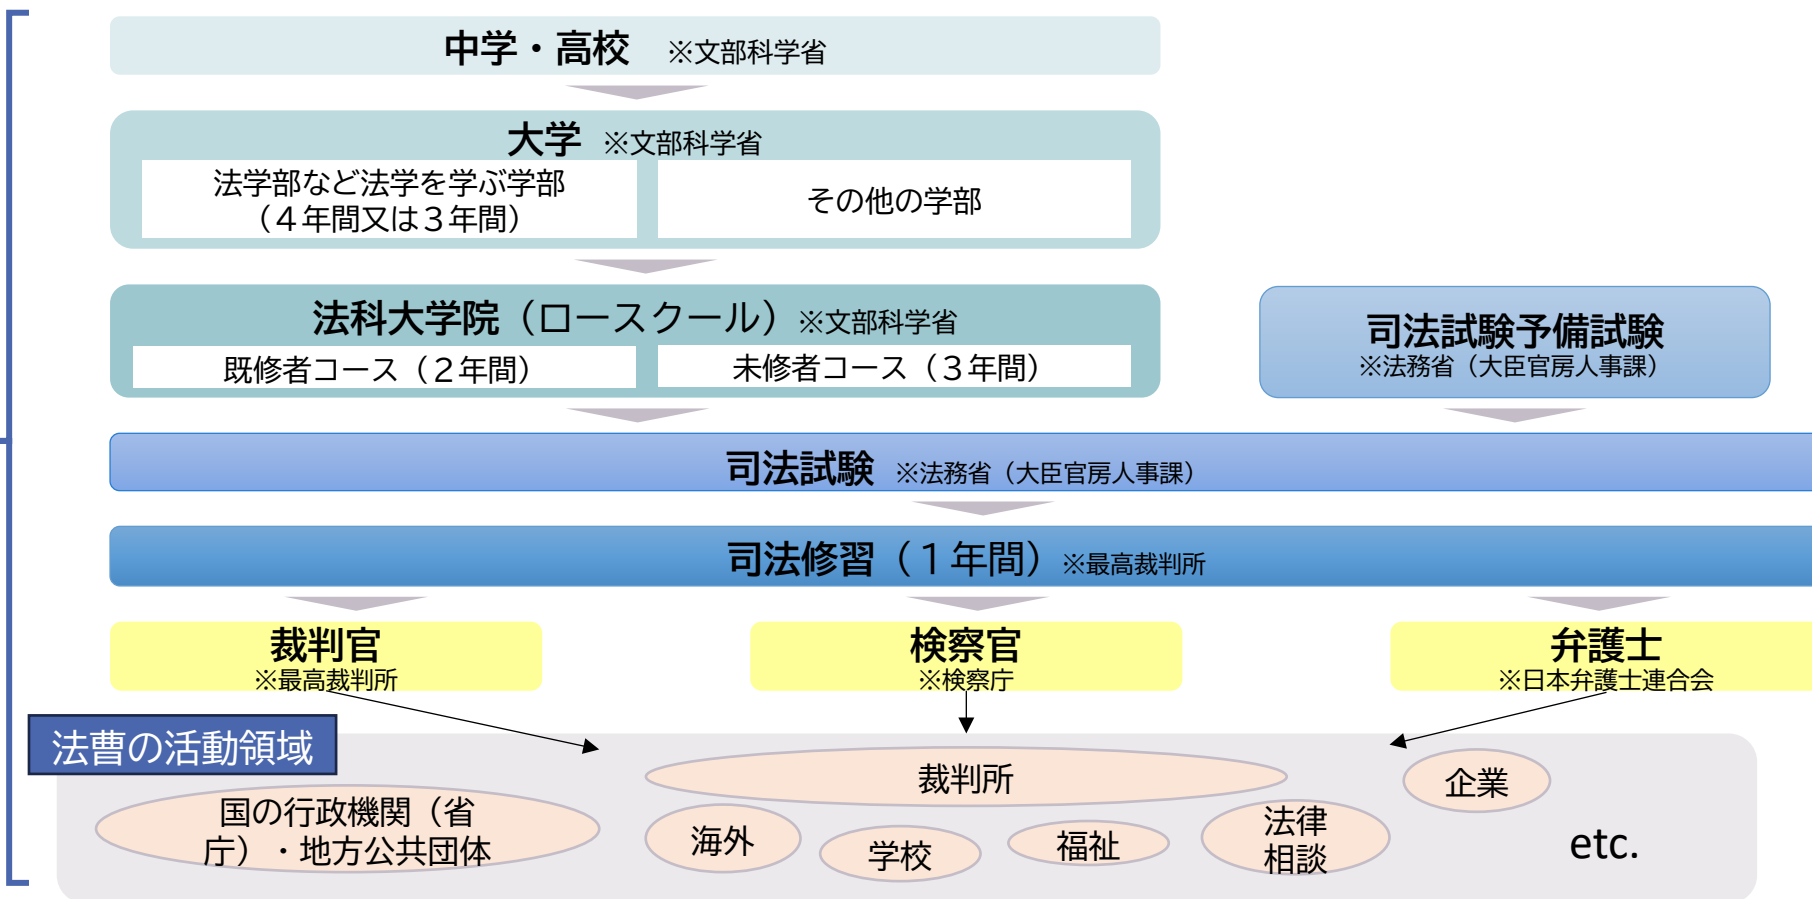 中学・高校 ※文部科学省
大学 ※文部科学省
法学部など法学を学ぶ学部
（４年間又は３年間）
その他の学部
法科大学院（ロースクール）※文部科学省
既修者コース（２年間）
未修者コース（３年間）
司法試験予備試験
※法務省（大臣官房人事課）
司法試験 ※法務省（大臣官房人事課）
司法修習（１年間）※最高裁判所
裁判官
※最高裁判所
検察官
※検察庁
弁護士
※日本弁護士連合会
法曹の活動領域
裁判所
企業
国の行政機関（省
庁）・地方公共団体
海外
学校
福祉
法律
相談
etc.